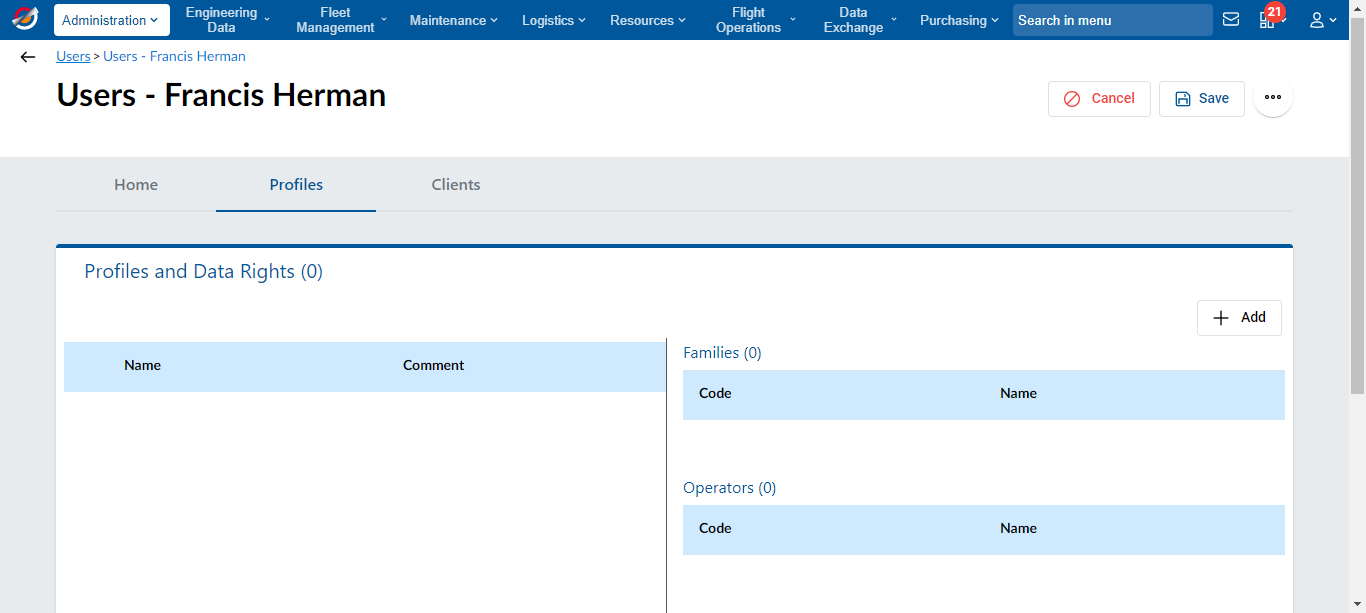 Administration
Engineering
Data
Fleet
Management
Maintenance
Logistics
Resources
Flight
Operations
Data
Exchange
Purchasing
Search in menu
21
Users > Users - Francis Herman
Users - Francis Herman
Cancel
Save
Home
Profiles
Clients
Profiles and Data Rights (0)
Add
Name
Comment
Families (0)
Code
Name
Operators (0)
Code
Name